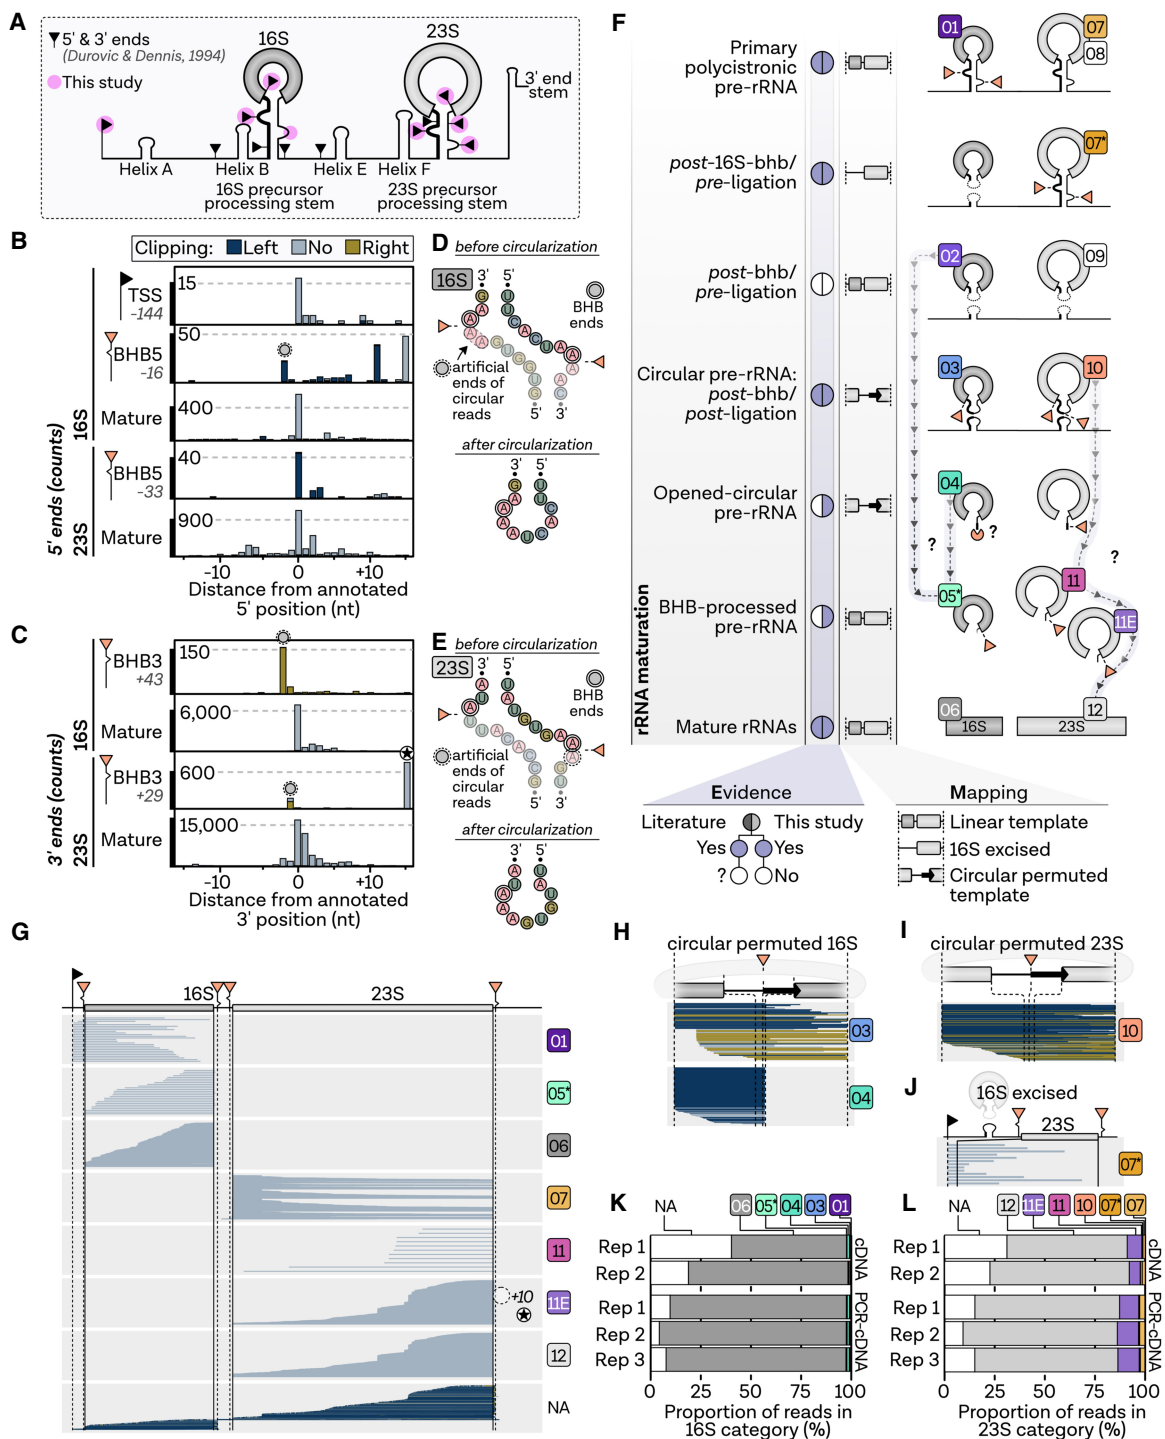 A
5' & 3' ends
(Durovic & Dennis, 1994)
This study
16S
23S
3' end
stem
Helix A
Helix B
Helix E
Helix F
16S precursor
processing stem
23S precursor
processing stem
B
Clipping: Left No Right
5' ends (counts)
16S
23S
TSS
-144
15
BHB5
-16
50
Mature
400
BHB5
-33
40
Mature
900
-10 0 +10
Distance from annotated
5' position (nt)
C
3' ends (counts)
16S
23S
BHB3
+43
150
Mature
6,000
BHB3
+29
600
Mature
15,000
-10 0 +10
Distance from annotated
3' position (nt)
D
before circularization
16S
3' 5'
BHB
ends
artificial
ends of
circular
reads
5' 3'
after circularization
3' 5'
E
before circularization
23S
3' 5'
BHB
ends
artificial
ends of
circular
reads
5' 3'
after circularization
3' 5'
F
rRNA maturation
Primary
polycistronic
pre-rRNA
01
07
08
post-16S-bhb/
pre-ligation
07*
post-bhb/
pre-ligation
02
09
Circular pre-rRNA:
post-bhb/
post-ligation
03
10
Opened-circular
pre-rRNA
04
?
?
?
BHB-processed
pre-rRNA
05*
11
11E
Mature rRNAs
06
16S
12
23S
Evidence
Literature This study
Yes Yes
? No
Mapping
Linear template
16S excised
Circular permuted
template
G
16S
23S
01
05*
06
07
11
11E
+10
12
NA
H
circular permuted 16S
03
04
I
circular permuted 23S
10
J
16S excised
23S
07*
K
NA 06 05* 04 03 01
Rep 1
Rep 2
cDNA
Rep 1
Rep 2
Rep 3
PCR-cDNA
0 25 50 75 100
Proportion of reads in
16S category (%)
L
NA 12 11E 11 10 07* 07
Rep 1
Rep 2
cDNA
Rep 1
Rep 2
Rep 3
PCR-cDNA
0 25 50 75 100
Proportion of reads in
23S category (%)